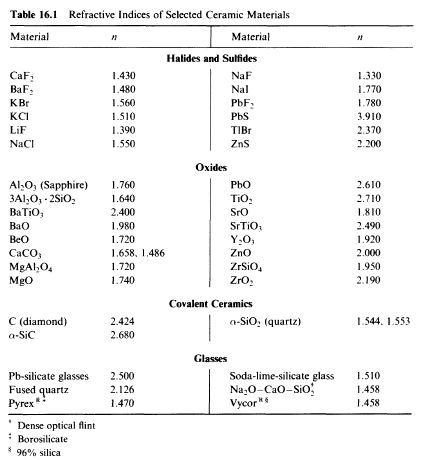 Table 16.1 Refractive Indices of Selected Ceramic Materials
Material n Material n
Halides and Sulfides
CaF₂ 1.430 NaF 1.330
BaF₂ 1.480 NaI 1.770
KBr 1.560 PbF₂ 1.780
KCl 1.510 PbS 3.910
LiF 1.390 TlBr 2.370
NaCl 1.550 ZnS 2.200
Oxides
Al₂O₃ (Sapphire) 1.760 PbO 2.610
3Al₂O₃ · 2SiO₂ 1.640 TiO₂ 2.710
BaTiO₃ 2.400 SrO 1.810
BaO 1.980 SrTiO₃ 2.490
BeO 1.720 Y₂O₃ 1.920
CaCO₃ 1.658, 1.486 ZnO 2.000
MgAl₂O₄ 1.720 ZrSiO₄ 1.950
MgO 1.740 ZrO₂ 2.190
Covalent Ceramics
C (diamond) 2.424 α-SiO₂ (quartz) 1.544, 1.553
α-SiC 2.680
Glasses
Pb-silicate glasses 2.500 Soda-lime-silicate glass 1.510
Fused quartz 2.126 Na₂O–CaO–SiO₂† 1.458
Pyrex®‡ 1.470 Vycor®§ 1.458
† Dense optical flint
‡ Borosilicate
§ 96% silica